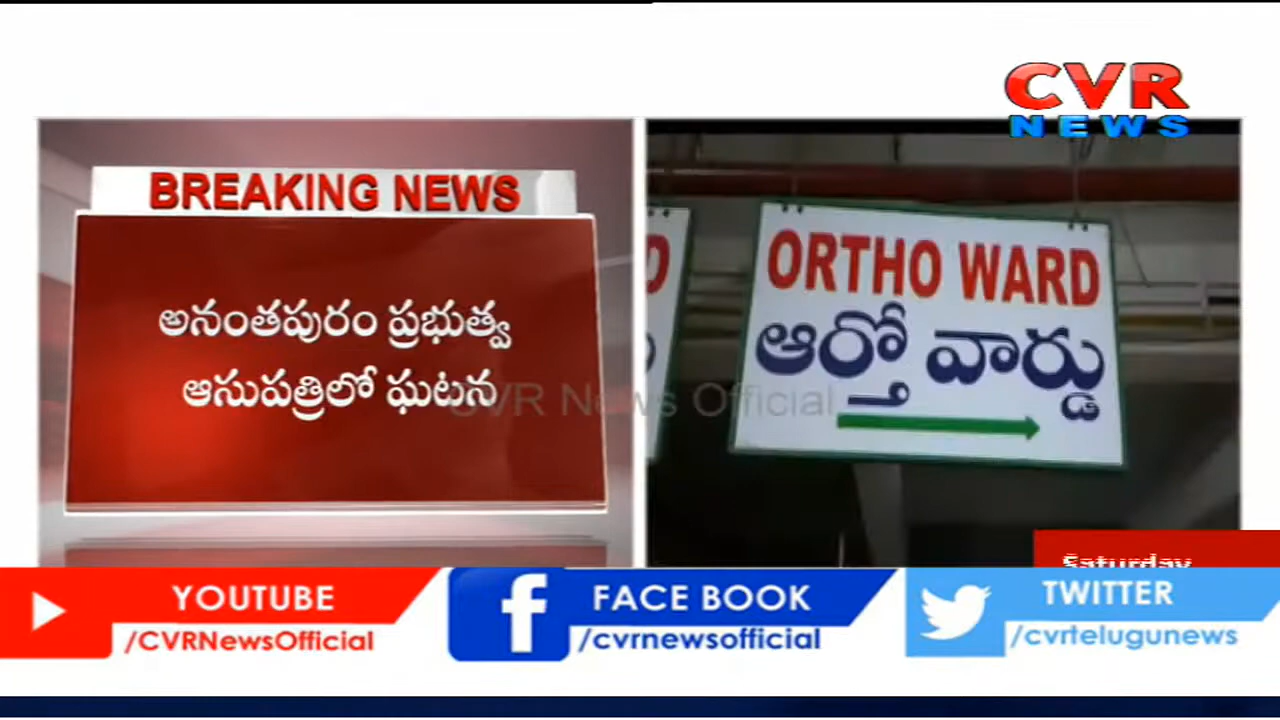 CVR
NEWS
BREAKING NEWS
అనంతపురం ప్రభుత్వ
ఆసుపత్రిలో ఘటన
ORTHO WARD
ఆర్తో వార్డు
CVR News Official
Saturday
YOUTUBE
/CVRNewsOfficial
FACE BOOK
/cvrnewsofficial
TWITTER
/cvrtelugunews